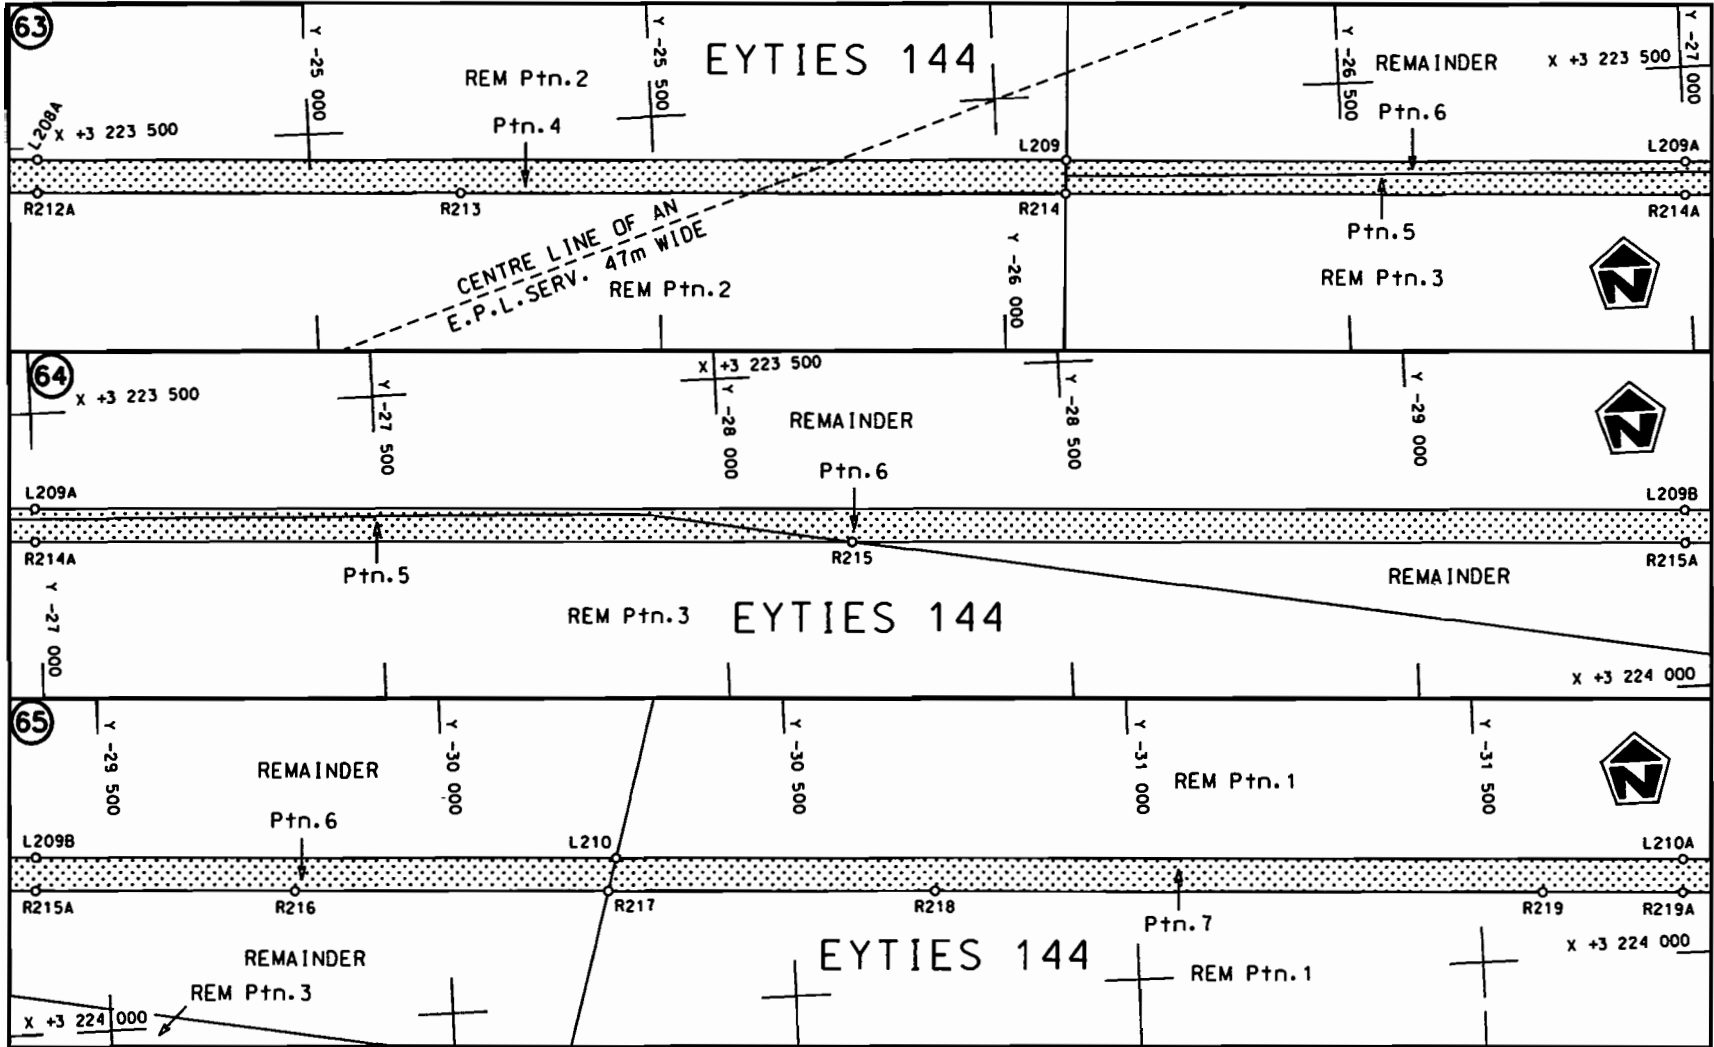 63
Y -25 000
Y -25 500
EYTIES 144
Y -26 500
REMAINDER
X +3 223 500
Y -27 000
REM Ptn.2
Ptn.4
Ptn.6
L208A
X +3 223 500
L209
L209A
R212A
R213
R214
R214A
CENTRE LINE OF AN
E.P.L.SERV. 47m WIDE
Ptn.5
REM Ptn.2
Y -26 000
REM Ptn.3
N
64
X +3 223 500
X +3 223 500
Y -27 500
Y -28 000
REMAINDER
Y -28 500
Y -29 000
N
Ptn.6
L209A
L209B
R214A
R215
R215A
Ptn.5
REMAINDER
Y -27 000
REM Ptn.3
EYTIES 144
X +3 224 000
65
Y -29 500
REMAINDER
Y -30 000
Y -30 500
Y -31 000
REM Ptn.1
Y -31 500
N
Ptn.6
L209B
L210
L210A
R215A
R216
R217
R218
R219
R219A
Ptn.7
REMAINDER
EYTIES 144
X +3 224 000
REM Ptn.3
REM Ptn.1
X +3 224 000